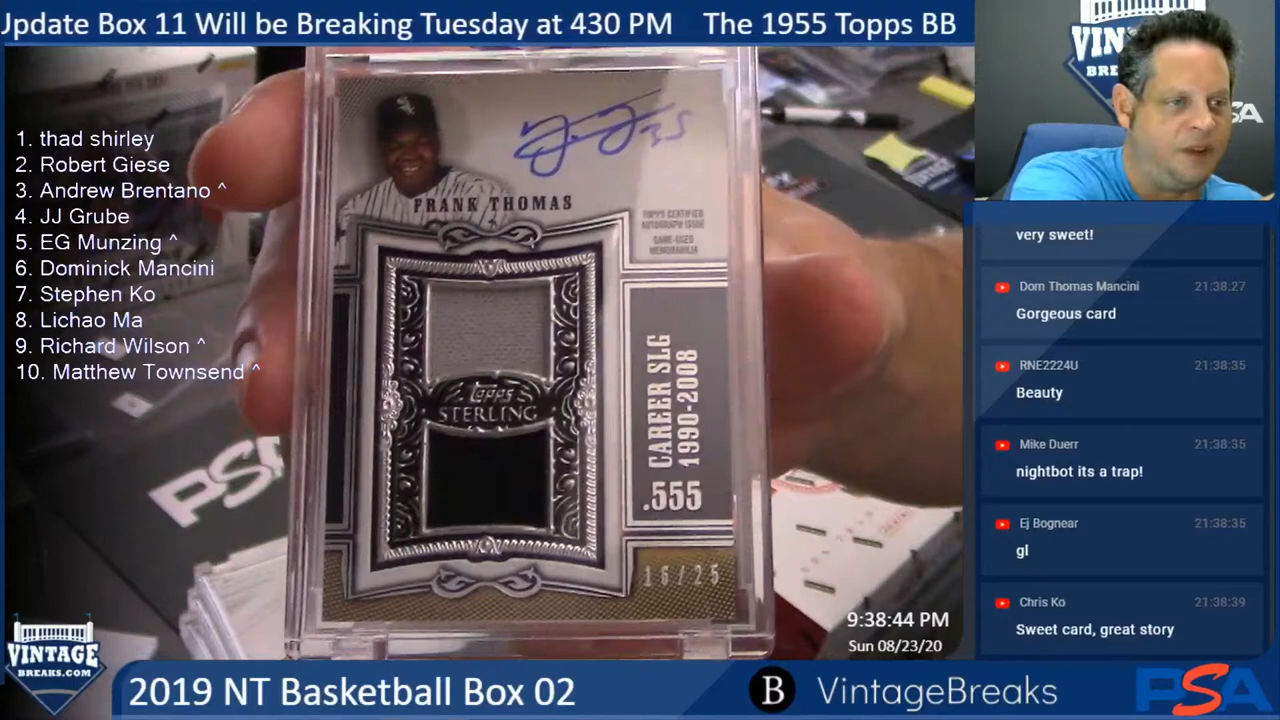 Update Box 11 Will be Breaking Tuesday at 430 PM The 1955 Topps BB
VIN
BRE
SA
1. thad shirley
2. Robert Giese
3. Andrew Brentano ^
4. JJ Grube
5. EG Munzing ^
6. Dominick Mancini
7. Stephen Ko
8. Lichao Ma
9. Richard Wilson ^
10. Matthew Townsend ^
35
FRANK THOMAS
TOPPS CERTIFIED
AUTOGRAPH ISSUE
GAME-USED
MEMORABILIA
Topps
STERLING
CAREER SLG
1990-2008
.555
16/25
PSA
very sweet!
Dom Thomas Mancini 21:38:27
Gorgeous card
RNE2224U 21:38:35
Beauty
Mike Duerr 21:38:35
nightbot its a trap!
Ej Bognear 21:38:35
gl
Chris Ko 21:38:39
Sweet card, great story
9:38:44 PM
Sun 08/23/20
VINTAGE
BREAKS.COM
2019 NT Basketball Box 02
B VintageBreaks
PSA